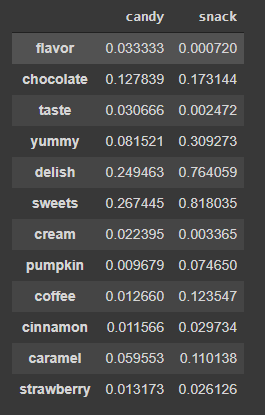 candy snack
flavor 0.033333 0.000720
chocolate 0.127839 0.173144
taste 0.030666 0.002472
yummy 0.081521 0.309273
delish 0.249463 0.764059
sweets 0.267445 0.818035
cream 0.022395 0.003365
pumpkin 0.009679 0.074650
coffee 0.012660 0.123547
cinnamon 0.011566 0.029734
caramel 0.059553 0.110138
strawberry 0.013173 0.026126